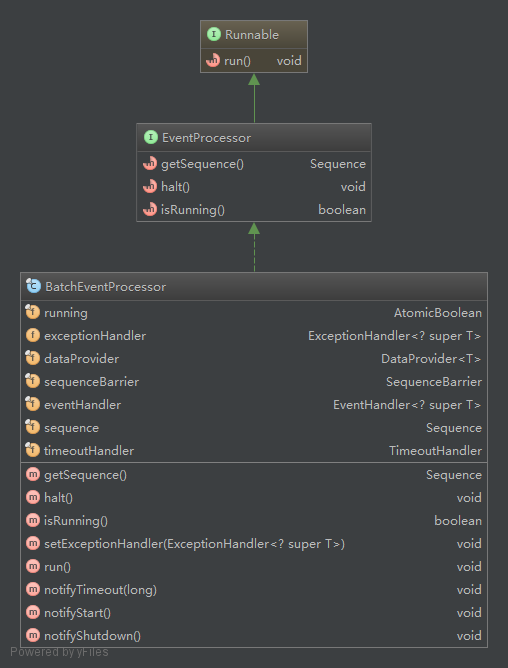 Runnable
run() void
EventProcessor
getSequence() Sequence
halt() void
isRunning() boolean
BatchEventProcessor
running AtomicBoolean
exceptionHandler ExceptionHandler<? super T>
dataProvider DataProvider<T>
sequenceBarrier SequenceBarrier
eventHandler EventHandler<? super T>
sequence Sequence
timeoutHandler TimeoutHandler
getSequence() Sequence
halt() void
isRunning() boolean
setExceptionHandler(ExceptionHandler<? super T>) void
run() void
notifyTimeout(long) void
notifyStart() void
notifyShutdown() void
Powered by yFiles